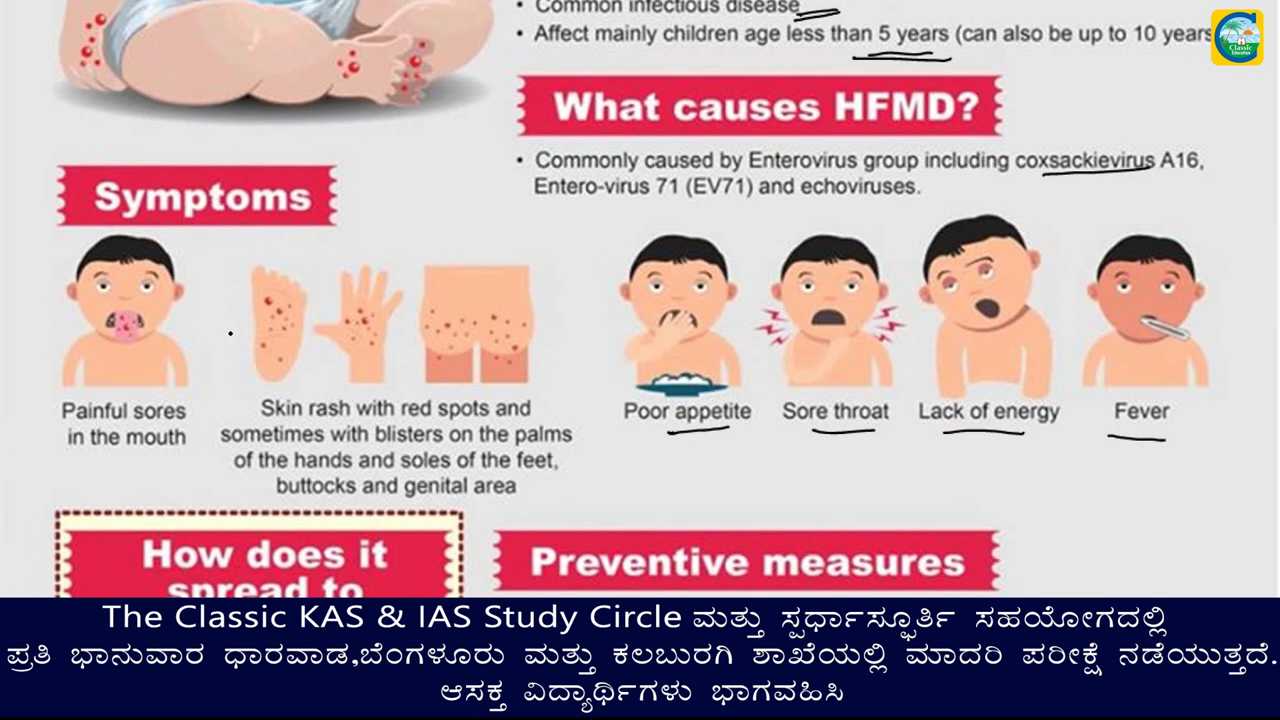 • Common infectious disease
• Affect mainly children age less than 5 years (can also be up to 10 years
Classic
Education
What causes HFMD?
• Commonly caused by Enterovirus group including coxsackievirus A16,
Entero-virus 71 (EV71) and echoviruses.
Symptoms
Painful sores
in the mouth
Skin rash with red spots and
sometimes with blisters on the palms
of the hands and soles of the feet,
buttocks and genital area
Poor appetite
Sore throat
Lack of energy
Fever
How does it
spread to
Preventive measures
The Classic KAS & IAS Study Circle ಮತ್ತು ಸ್ಪರ್ಧಾಸ್ಫೂರ್ತಿ ಸಹಯೋಗದಲ್ಲಿ
ಪ್ರತಿ ಭಾನುವಾರ ಧಾರವಾಡ,ಬೆಂಗಳೂರು ಮತ್ತು ಕಲಬುರಗಿ ಶಾಖೆಯಲ್ಲಿ ಮಾದರಿ ಪರೀಕ್ಷೆ ನಡೆಯುತ್ತದೆ.
ಆಸಕ್ತ ವಿದ್ಯಾರ್ಥಿಗಳು ಭಾಗವಹಿಸಿ